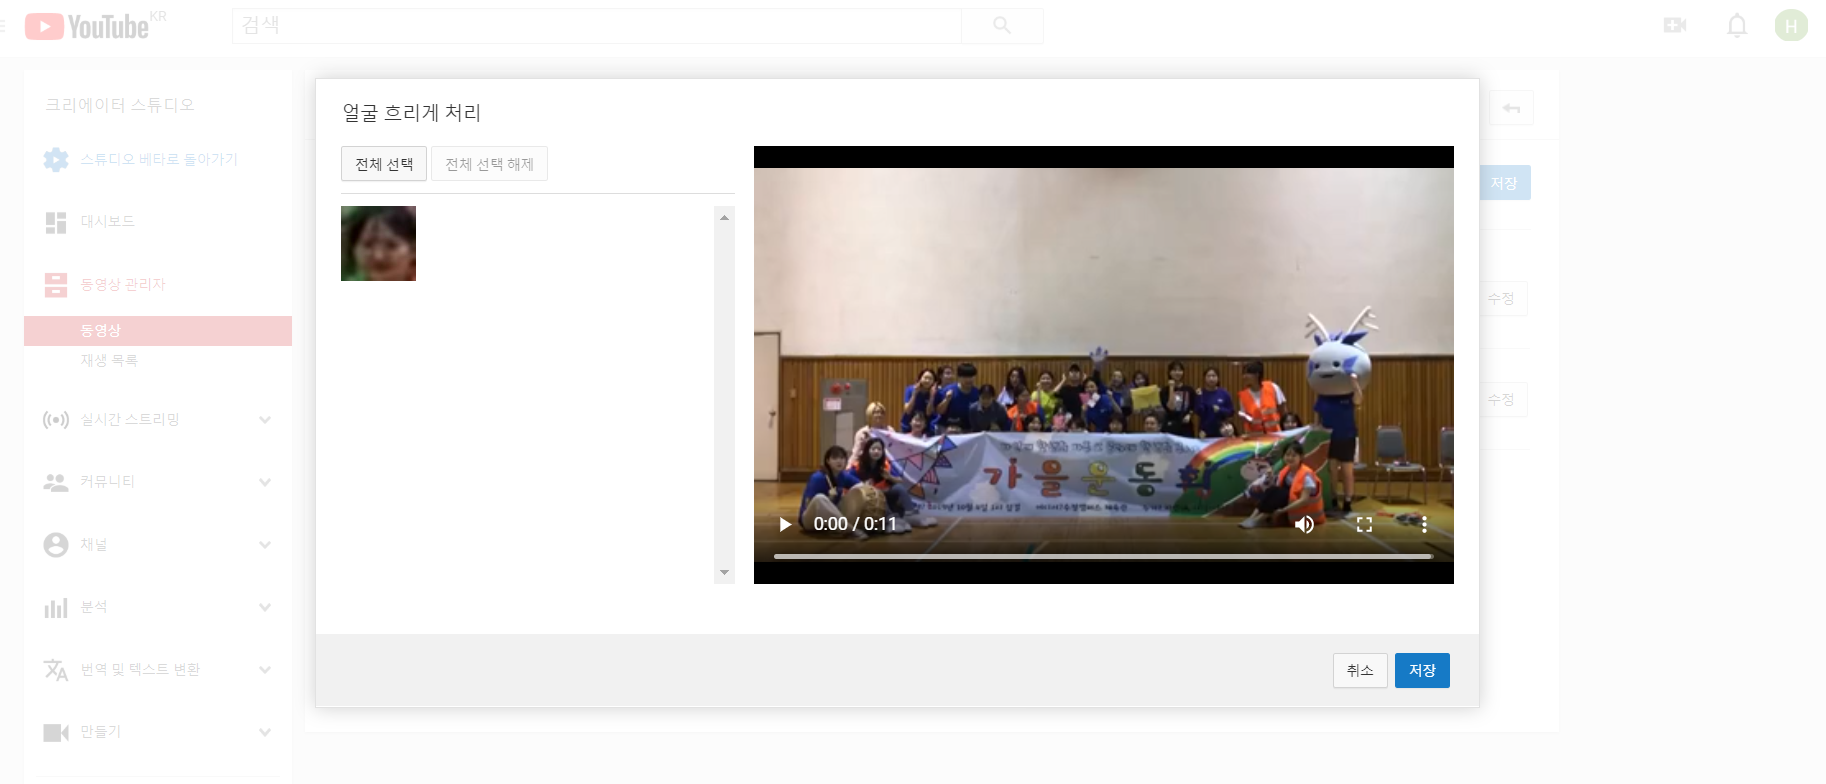 YouTube KR
검색
H
크리에이터 스튜디오
스튜디오 베타로 돌아가기
대시보드
동영상 관리자
동영상
재생 목록
실시간 스트리밍
커뮤니티
채널
분석
번역 및 텍스트 변환
만들기
얼굴 흐리게 처리
전체 선택
전체 선택 해제
가을운동회
0:00 / 0:11
취소
저장
저장
수정
수정